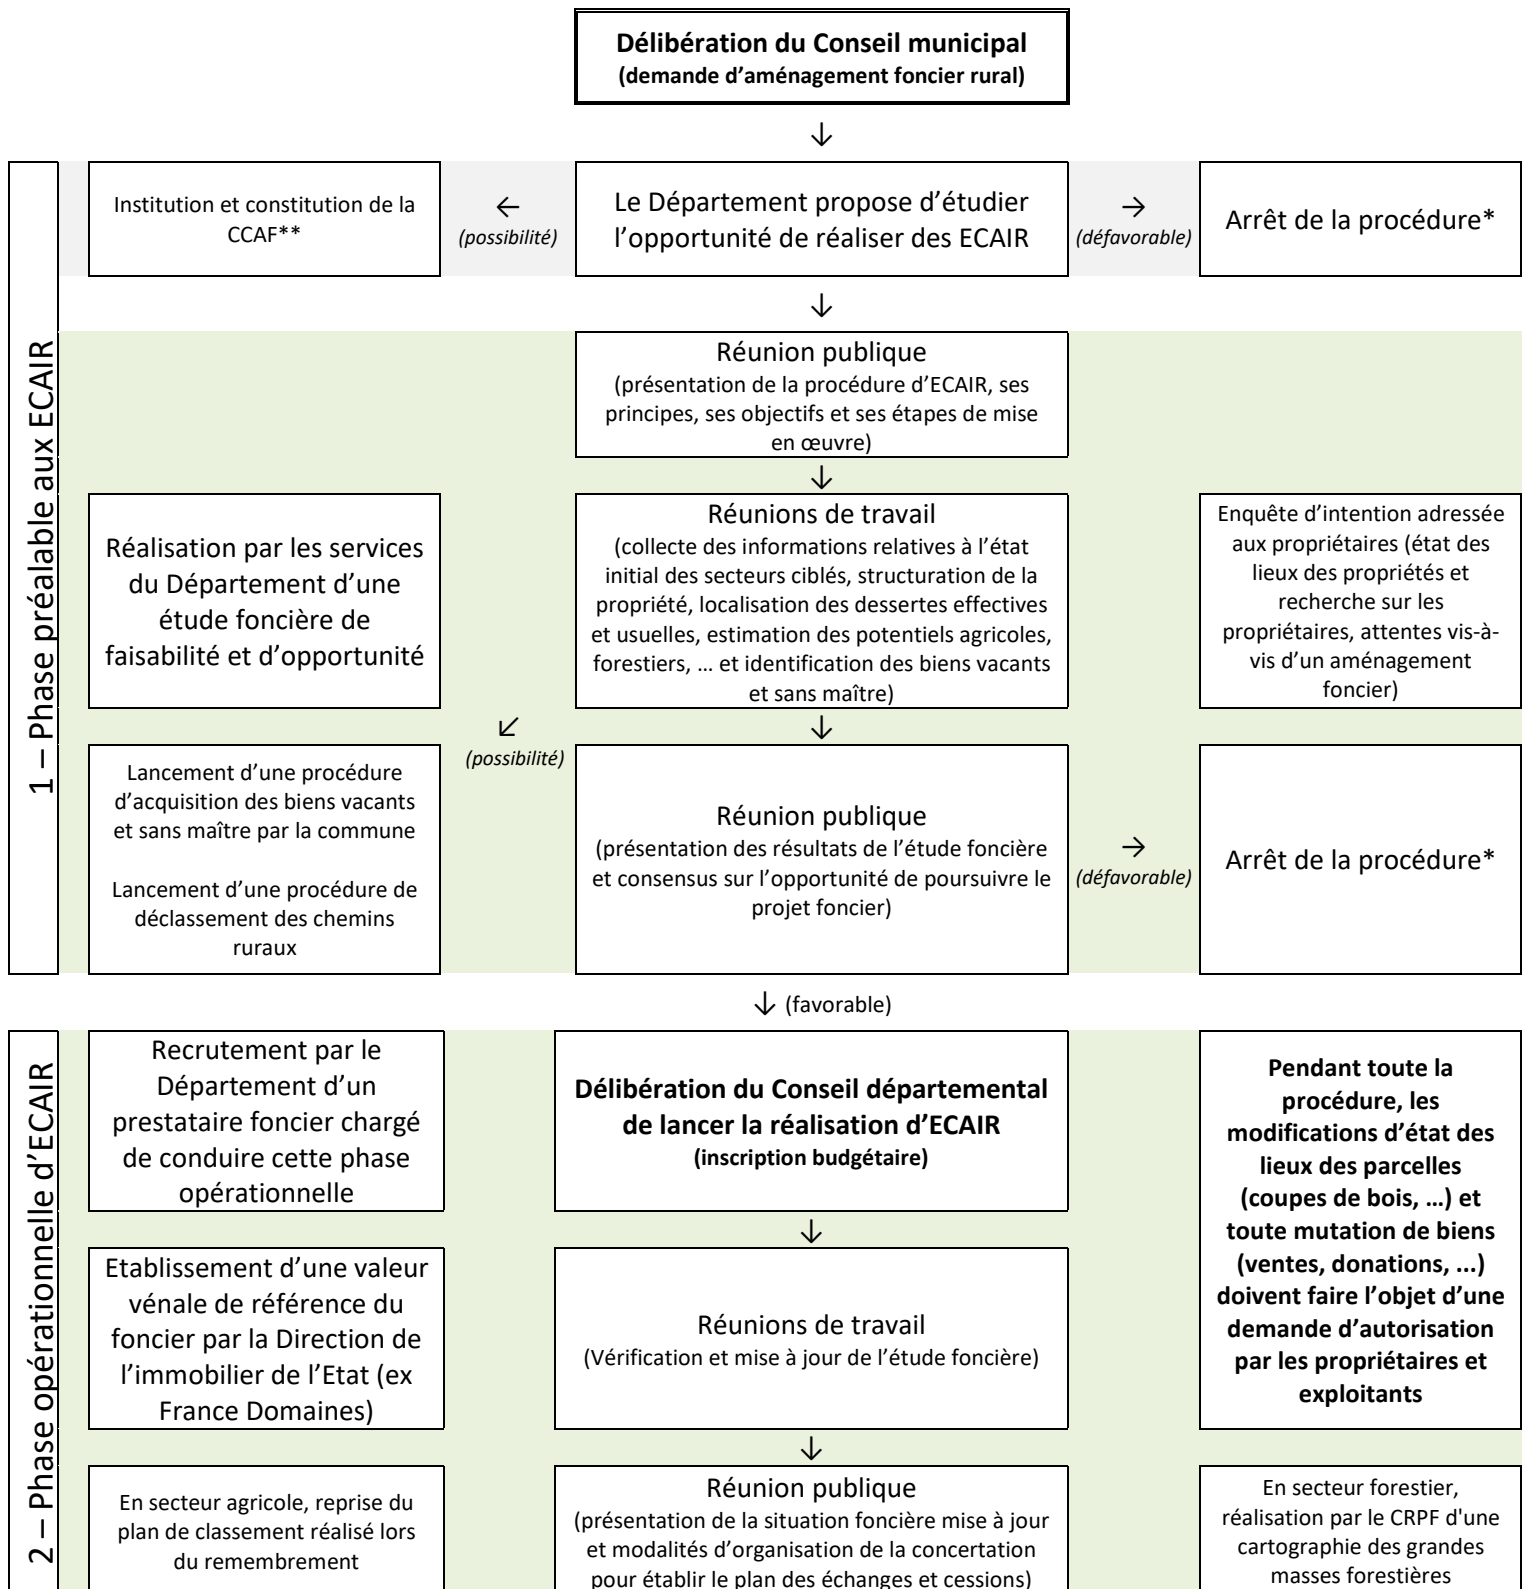 Délibération du Conseil municipal
(demande d’aménagement foncier rural)
↓
1 – Phase préalable aux ECAIR
Institution et constitution de la
CCAF**
←
(possibilité)
Le Département propose d’étudier
l’opportunité de réaliser des ECAIR
→
(défavorable)
Arrêt de la procédure*
↓
Réunion publique
(présentation de la procédure d’ECAIR, ses
principes, ses objectifs et ses étapes de mise
en œuvre)
↓
Réalisation par les services
du Département d’une
étude foncière de
faisabilité et d’opportunité
Réunions de travail
(collecte des informations relatives à l’état
initial des secteurs ciblés, structuration de la
propriété, localisation des dessertes effectives
et usuelles, estimation des potentiels agricoles,
forestiers, … et identification des biens vacants
et sans maître)
Enquête d’intention adressée
aux propriétaires (état des
lieux des propriétés et
recherche sur les
propriétaires, attentes vis-à-
vis d’un aménagement
foncier)
↙
(possibilité)
↓
Lancement d’une procédure
d’acquisition des biens vacants
et sans maître par la commune
Lancement d’une procédure de
déclassement des chemins
ruraux
Réunion publique
(présentation des résultats de l’étude foncière
et consensus sur l’opportunité de poursuivre le
projet foncier)
→
(défavorable)
Arrêt de la procédure*
↓ (favorable)
2 – Phase opérationnelle d’ECAIR
Recrutement par le
Département d’un
prestataire foncier chargé
de conduire cette phase
opérationnelle
Délibération du Conseil départemental
de lancer la réalisation d’ECAIR
(inscription budgétaire)
Pendant toute la
procédure, les
modifications d’état des
lieux des parcelles
(coupes de bois, …) et
toute mutation de biens
(ventes, donations, ...)
doivent faire l’objet d’une
demande d’autorisation
par les propriétaires et
exploitants
↓
Etablissement d’une valeur
vénale de référence du
foncier par la Direction de
l’immobilier de l’Etat (ex
France Domaines)
Réunions de travail
(Vérification et mise à jour de l’étude foncière)
↓
En secteur agricole, reprise du
plan de classement réalisé lors
du remembrement
Réunion publique
(présentation de la situation foncière mise à jour
et modalités d’organisation de la concertation
pour établir le plan des échanges et cessions)
En secteur forestier,
réalisation par le CRPF d'une
cartographie des grandes
masses forestières